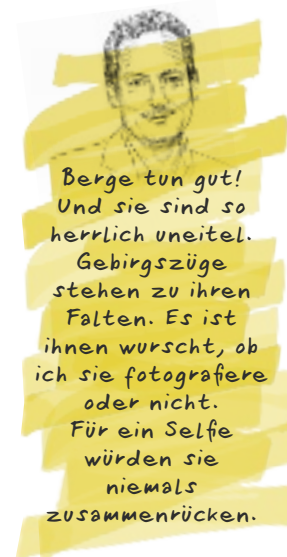 Berge tun gut!
Und sie sind so
herrlich uneitel.
Gebirgszüge
stehen zu ihren
Falten. Es ist
ihnen wurscht, ob
ich sie fotografiere
oder nicht.
Für ein Selfie
würden sie
niemals
zusammenrücken.